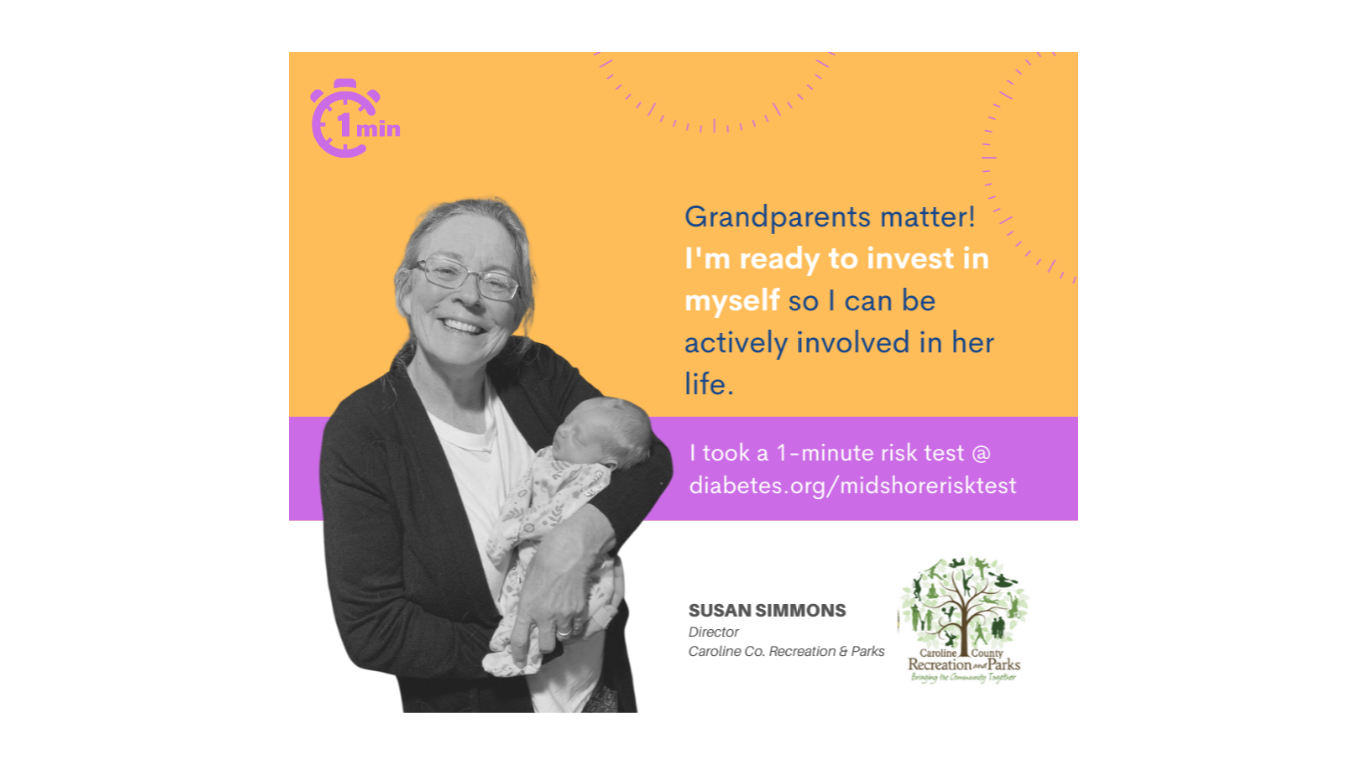 1 min
Grandparents matter!
I'm ready to invest in
myself so I can be
actively involved in her
life.
I took a 1-minute risk test @
diabetes.org/midshorerisktest
SUSAN SIMMONS
Director
Caroline Co. Recreation & Parks
Caroline County
Recreation and Parks
Bringing the Community Together